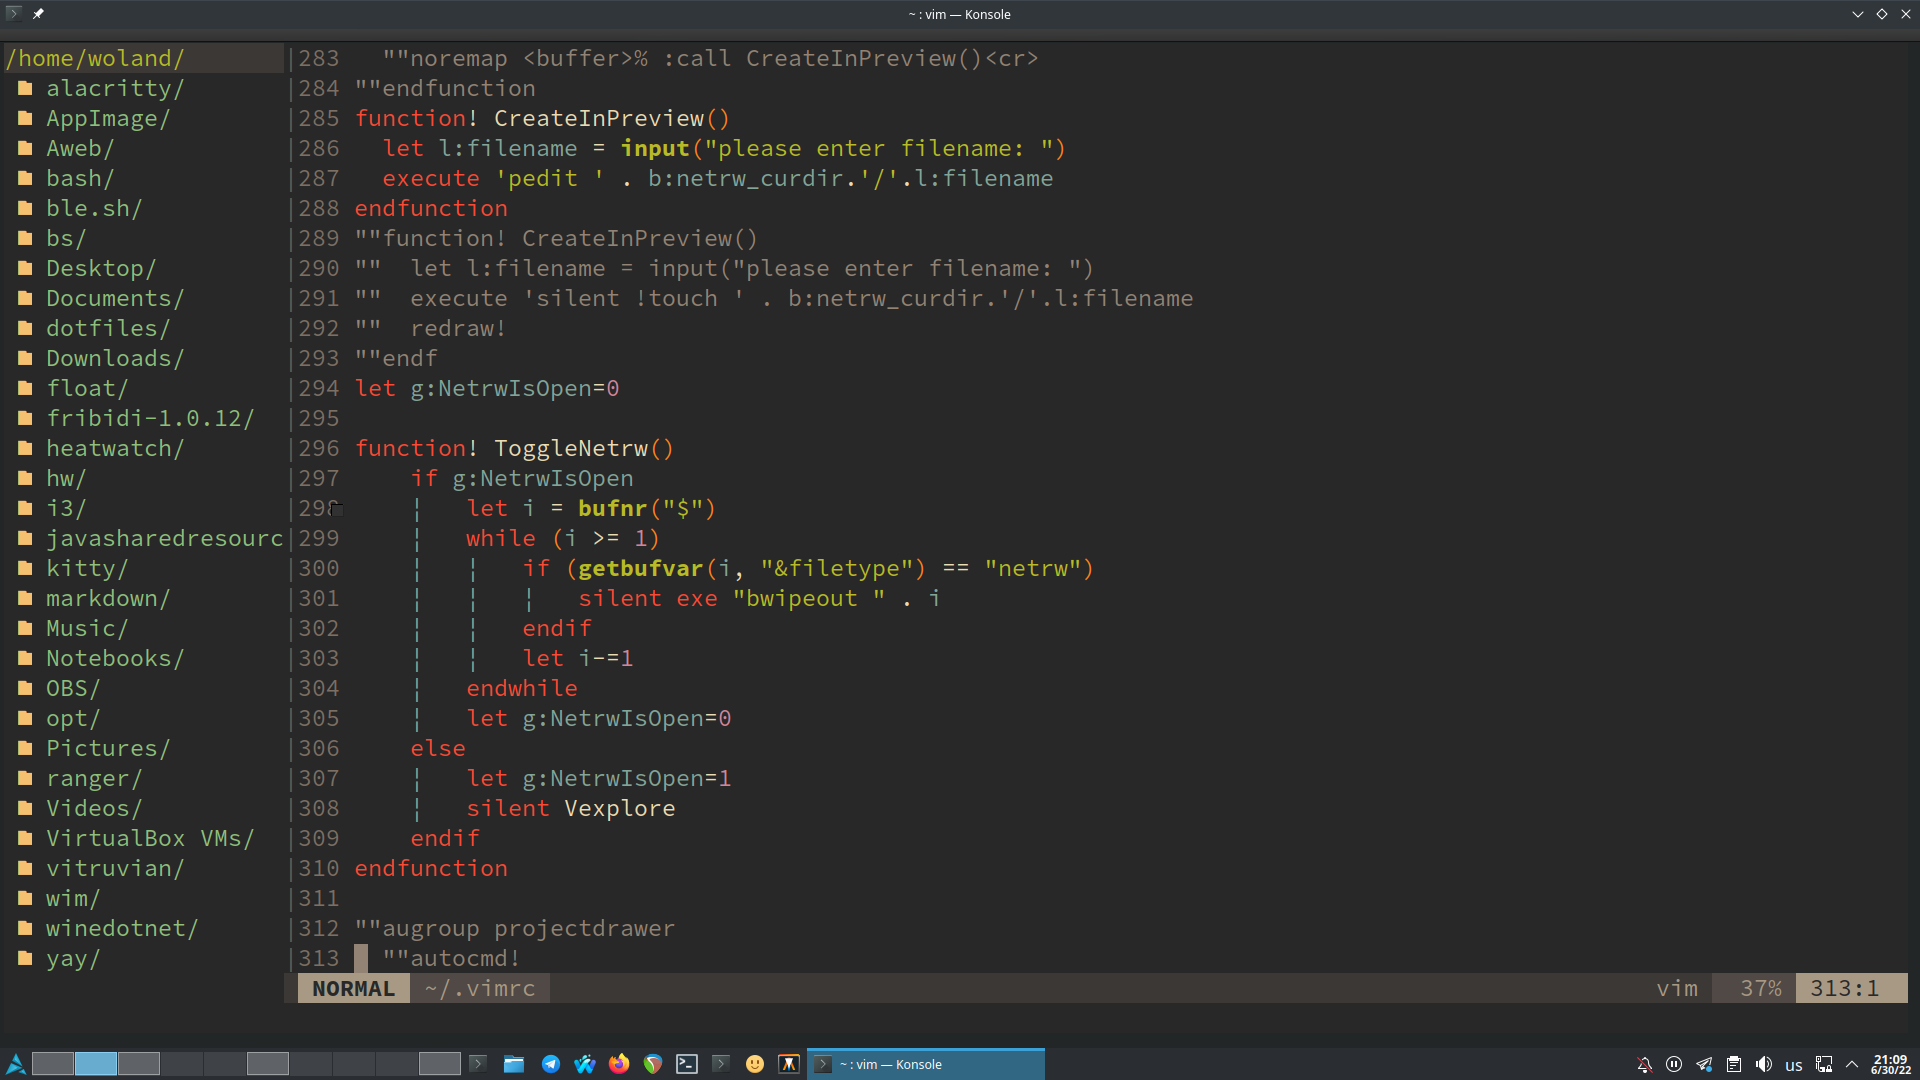 ~ : vim — Konsole
/home/woland/
alacritty/
AppImage/
Aweb/
bash/
ble.sh/
bs/
Desktop/
Documents/
dotfiles/
Downloads/
float/
fribidi-1.0.12/
heatwatch/
hw/
i3/
javasharedresourc
kitty/
markdown/
Music/
Notebooks/
OBS/
opt/
Pictures/
ranger/
Videos/
VirtualBox VMs/
vitruvian/
wim/
winedotnet/
yay/
283   ""noremap <buffer>% :call CreateInPreview()<cr>
284 ""endfunction
285 function! CreateInPreview()
286   let l:filename = input("please enter filename: ")
287   execute 'pedit ' . b:netrw_curdir.'/'.l:filename
288 endfunction
289 ""function! CreateInPreview()
290 ""  let l:filename = input("please enter filename: ")
291 ""  execute 'silent !touch ' . b:netrw_curdir.'/'.l:filename
292 ""  redraw!
293 ""endf
294 let g:NetrwIsOpen=0
295
296 function! ToggleNetrw()
297     if g:NetrwIsOpen
298     ¦   let i = bufnr("$")
299     ¦   while (i >= 1)
300     ¦   ¦   if (getbufvar(i, "&filetype") == "netrw")
301     ¦   ¦   ¦   silent exe "bwipeout " . i
302     ¦   ¦   endif
303     ¦   ¦   let i-=1
304     ¦   endwhile
305     ¦   let g:NetrwIsOpen=0
306     else
307     ¦   let g:NetrwIsOpen=1
308     ¦   silent Vexplore
309     endif
310 endfunction
311
312 ""augroup projectdrawer
313   ""autocmd!
NORMAL ~/.vimrc vim 37% 313:1
~ : vim — Konsole
us
21:09
6/30/22